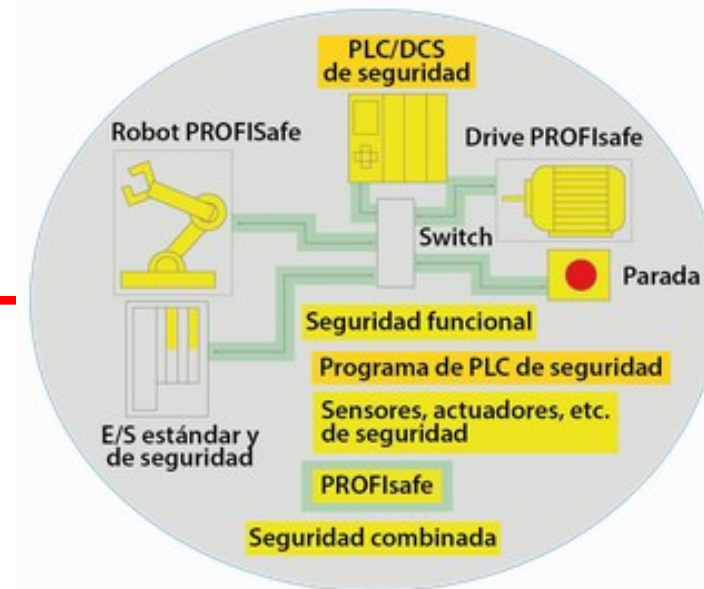 PLC/DCS
de seguridad
Robot PROFISafe
Drive PROFIsafe
Switch
Parada
Seguridad funcional
Programa de PLC de seguridad
E/S estándar y
de seguridad
Sensores, actuadores, etc.
de seguridad
PROFIsafe
Seguridad combinada